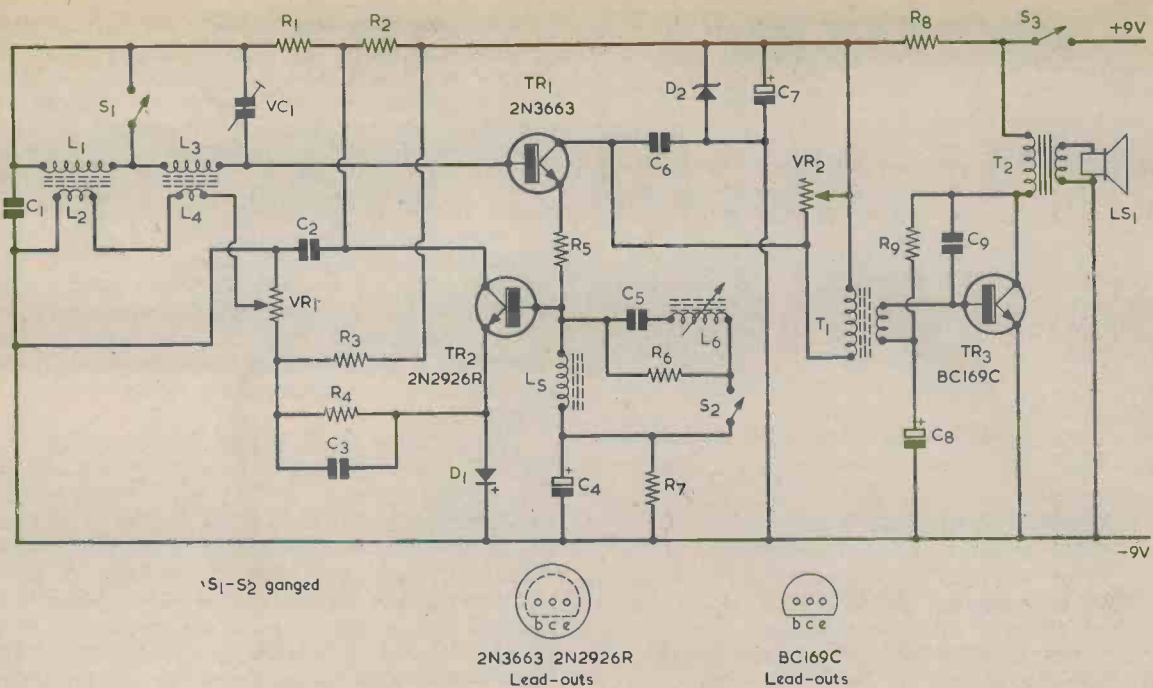 R1
R2
R8
S3
+9V
S1
VC1
TR1
2N3663
D2
C7
L1
L3
C6
VR2
T2
LS1
C1
L2
L4
C2
R5
R9
C9
VR1
C5
L6
T1
TR3
BC169C
R3
TR2
2N2926R
L5
R6
S2
R4
C3
D1
+
C4
R7
C8
-9V
S1-S2 ganged
b c e
b c e
2N3663 2N2926R
Lead-outs
BC169C
Lead-outs